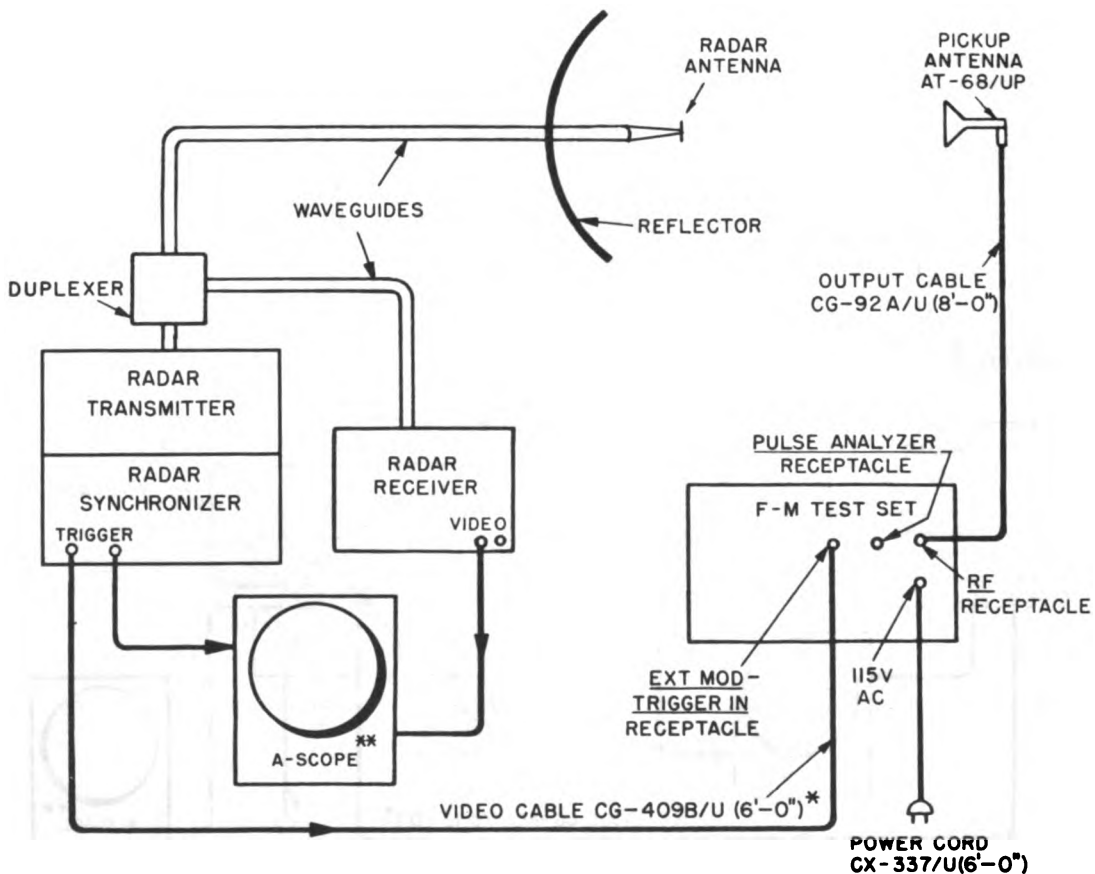 RADAR
ANTENNA
PICKUP
ANTENNA
AT-68/UP
WAVEGUIDES
REFLECTOR
DUPLEXER
OUTPUT CABLE
CG-92A/U (8'-0")
RADAR
TRANSMITTER
RADAR
SYNCHRONIZER
TRIGGER
RADAR
RECEIVER
VIDEO
PULSE ANALYZER
RECEPTACLE
F-M TEST SET
RF
RECEPTACLE
EXT MOD-
TRIGGER IN
RECEPTACLE
115V
AC
**
A-SCOPE
VIDEO CABLE CG-409B/U (6'-0")*
POWER CORD
CX-337/U(6'-0")